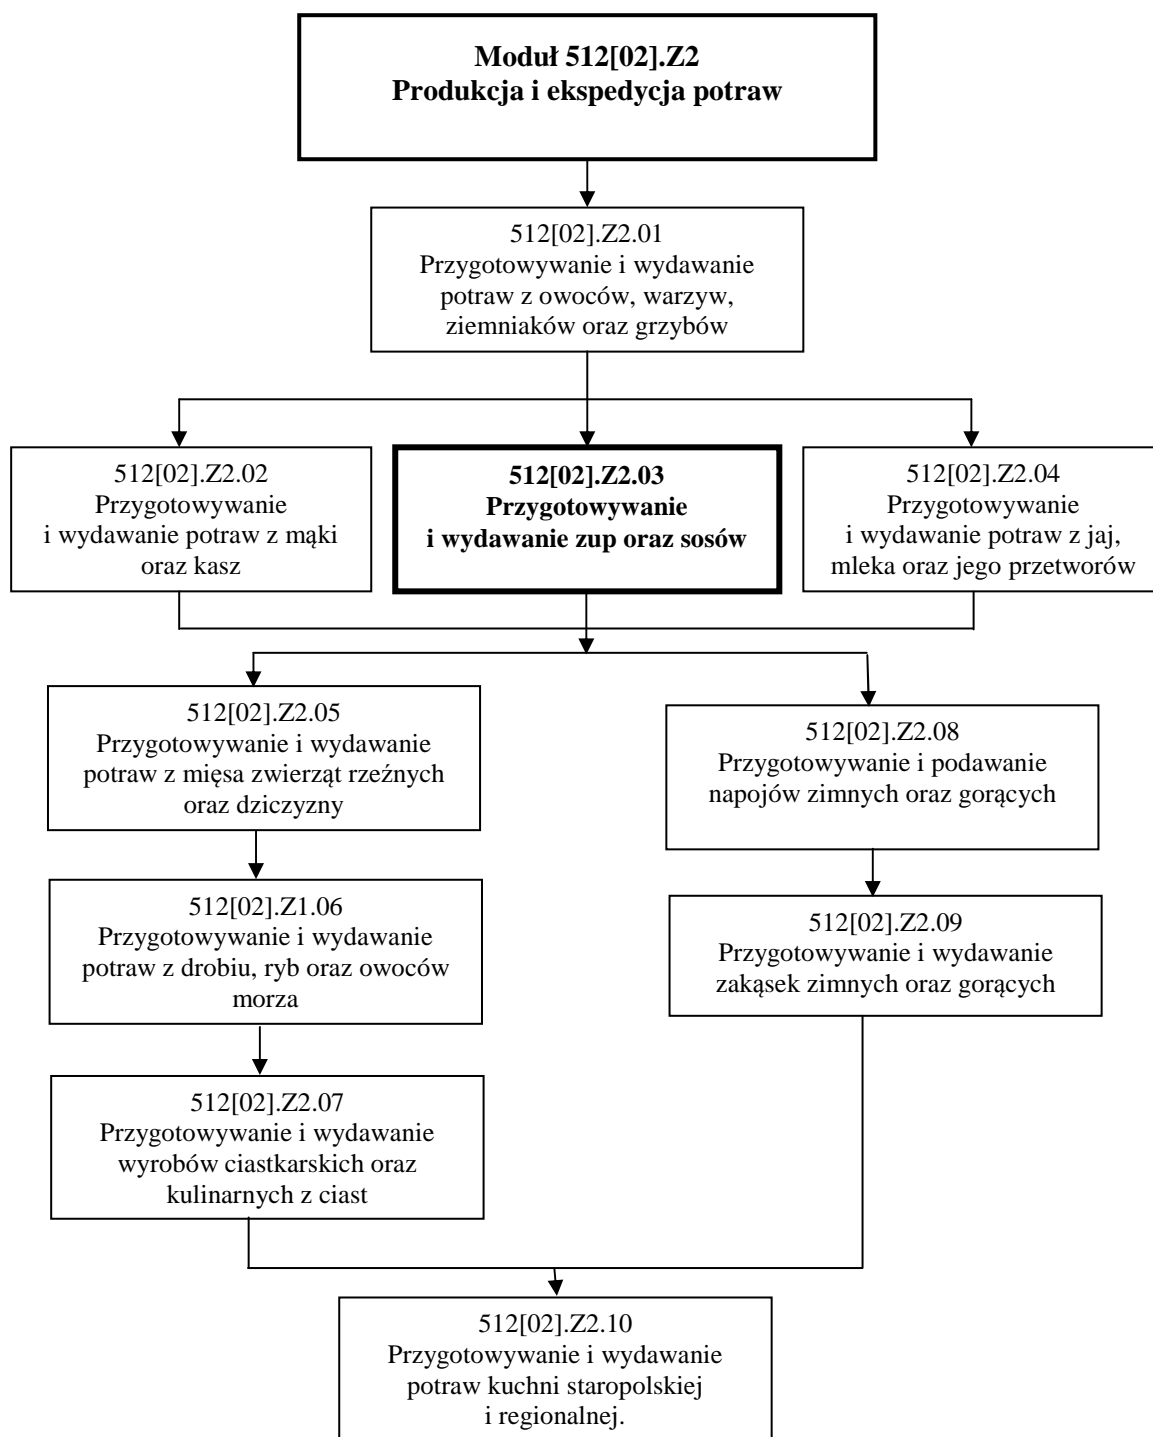 Moduł 512[02].Z2
Produkcja i ekspedycja potraw
512[02].Z2.01
Przygotowywanie i wydawanie
potraw z owoców, warzyw,
ziemniaków oraz grzybów
512[02].Z2.02
Przygotowywanie
i wydawanie potraw z mąki
oraz kasz
512[02].Z2.03
Przygotowywanie
i wydawanie zup oraz sosów
512[02].Z2.04
Przygotowywanie
i wydawanie potraw z jaj,
mleka oraz jego przetworów
512[02].Z2.05
Przygotowywanie i wydawanie
potraw z mięsa zwierząt rzeźnych
oraz dziczyzny
512[02].Z2.08
Przygotowywanie i podawanie
napojów zimnych oraz gorących
512[02].Z1.06
Przygotowywanie i wydawanie
potraw z drobiu, ryb oraz owoców
morza
512[02].Z2.09
Przygotowywanie i wydawanie
zakąsek zimnych oraz gorących
512[02].Z2.07
Przygotowywanie i wydawanie
wyrobów ciastkarskich oraz
kulinarnych z ciast
512[02].Z2.10
Przygotowywanie i wydawanie
potraw kuchni staropolskiej
i regionalnej.